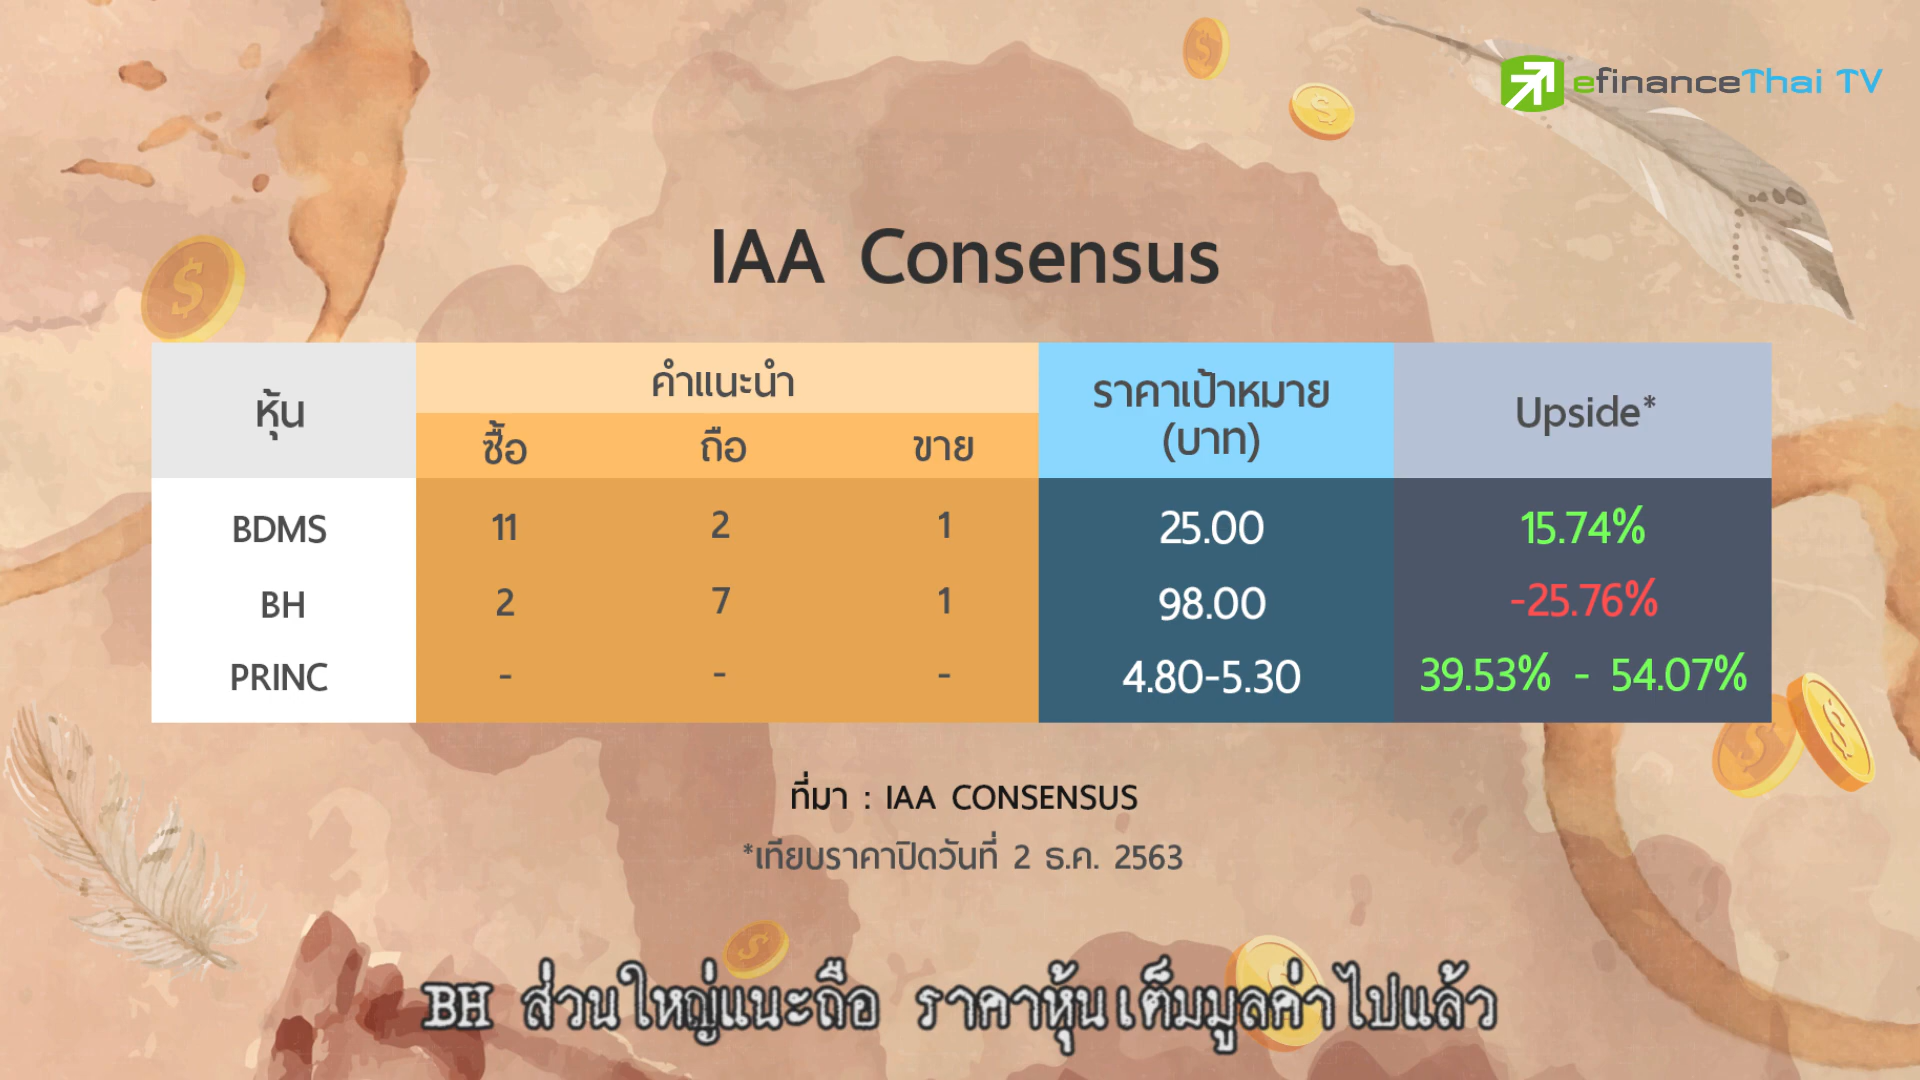 efinanceThai TV
IAA Consensus
หุ้น คำแนะนำ ราคาเป้าหมาย (บาท) Upside*
ซื้อ ถือ ขาย
BDMS 11 2 1 25.00 15.74%
BH 2 7 1 98.00 -25.76%
PRINC - - - 4.80-5.30 39.53% - 54.07%
ที่มา : IAA CONSENSUS
*เทียบราคาปิดวันที่ 2 ธ.ค. 2563
BH ส่วนใหญ่แนะถือ ราคาหุ้นเต็มมูลค่าไปแล้ว